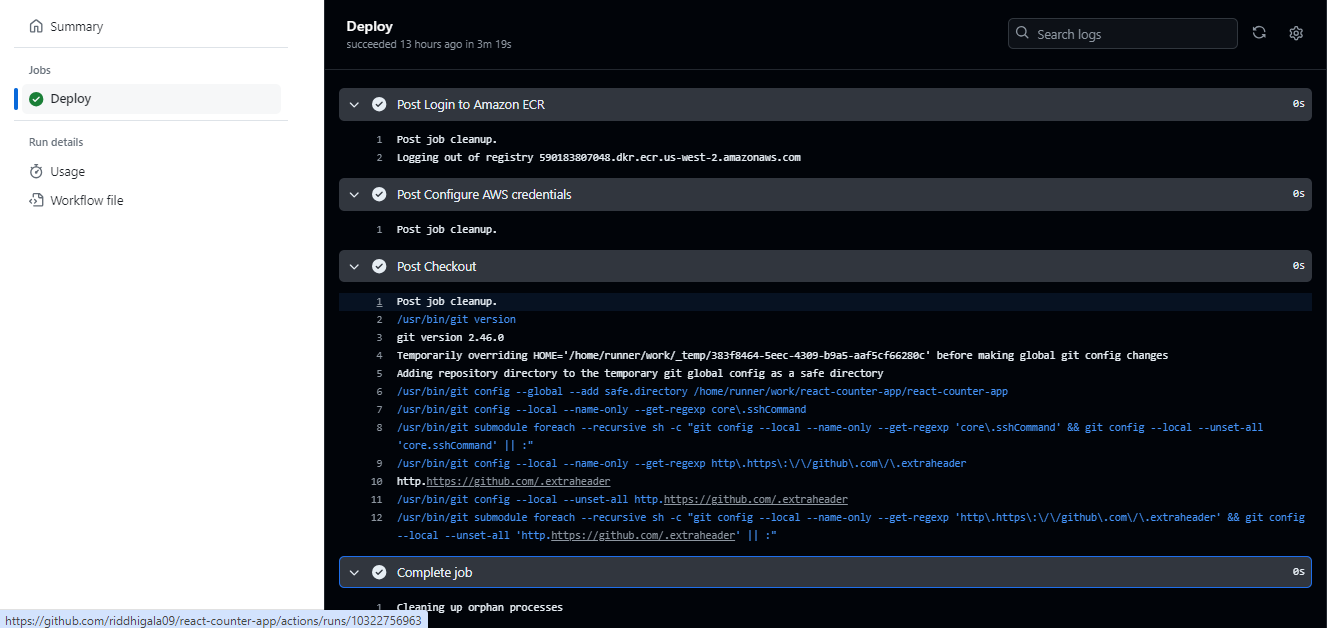 Summary
Jobs
Deploy
Run details
Usage
Workflow file
Deploy
succeeded 13 hours ago in 3m 19s
Search logs
Post Login to Amazon ECR 0s
1 Post job cleanup.
2 Logging out of registry 590183807048.dkr.ecr.us-west-2.amazonaws.com
Post Configure AWS credentials 0s
1 Post job cleanup.
Post Checkout 0s
1 Post job cleanup.
2 /usr/bin/git version
3 git version 2.46.0
4 Temporarily overriding HOME='/home/runner/work/_temp/383f8464-5eec-4309-b9a5-aaf5cf66280c' before making global git config changes
5 Adding repository directory to the temporary git global config as a safe directory
6 /usr/bin/git config --global --add safe.directory /home/runner/work/react-counter-app/react-counter-app
7 /usr/bin/git config --local --name-only --get-regexp core\.sshCommand
8 /usr/bin/git submodule foreach --recursive sh -c "git config --local --name-only --get-regexp 'core\.sshCommand' && git config --local --unset-all
'core.sshCommand' || :"
9 /usr/bin/git config --local --name-only --get-regexp http\.https\:\/\/github\.com\/\.extraheader
10 http.https://github.com/.extraheader
11 /usr/bin/git config --local --unset-all http.https://github.com/.extraheader
12 /usr/bin/git submodule foreach --recursive sh -c "git config --local --name-only --get-regexp 'http\.https\:\/\/github\.com\/\.extraheader' && git config
--local --unset-all 'http.https://github.com/.extraheader' || :"
Complete job 0s
1 Cleaning up orphan processes
https://github.com/riddhigala09/react-counter-app/actions/runs/10322756963